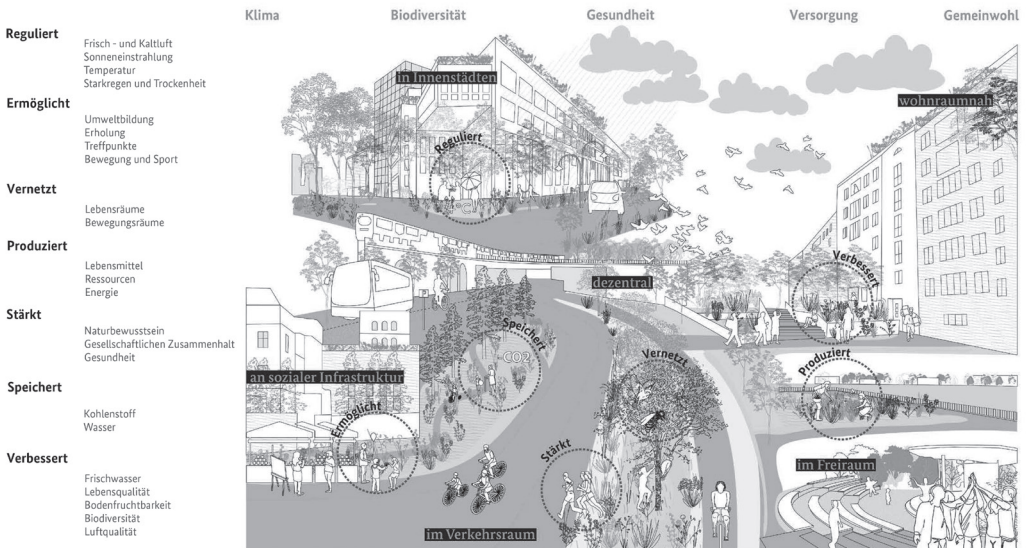 Klima
Biodiversität
Gesundheit
Versorgung
Gemeinwohl
Reguliert
Frisch - und Kaltluft
Sonneneinstrahlung
Temperatur
Starkregen und Trockenheit
Ermöglicht
Umweltbildung
Erholung
Treffpunkte
Bewegung und Sport
Vernetzt
Lebensräume
Bewegungsräume
Produziert
Lebensmittel
Ressourcen
Energie
Stärkt
Naturbewusstsein
Gesellschaftlichen Zusammenhalt
Gesundheit
Speichert
Kohlenstoff
Wasser
Verbessert
Frischwasser
Lebensqualität
Bodenfruchtbarkeit
Biodiversität
Luftqualität
in Innenstädten
wohnraumnah
Reguliert
Verbessert
dezentral
Speichert
CO2
Vernetzt
Produziert
an sozialer Infrastruktur
Ermöglicht
Stärkt
im Freiraum
im Verkehrsraum